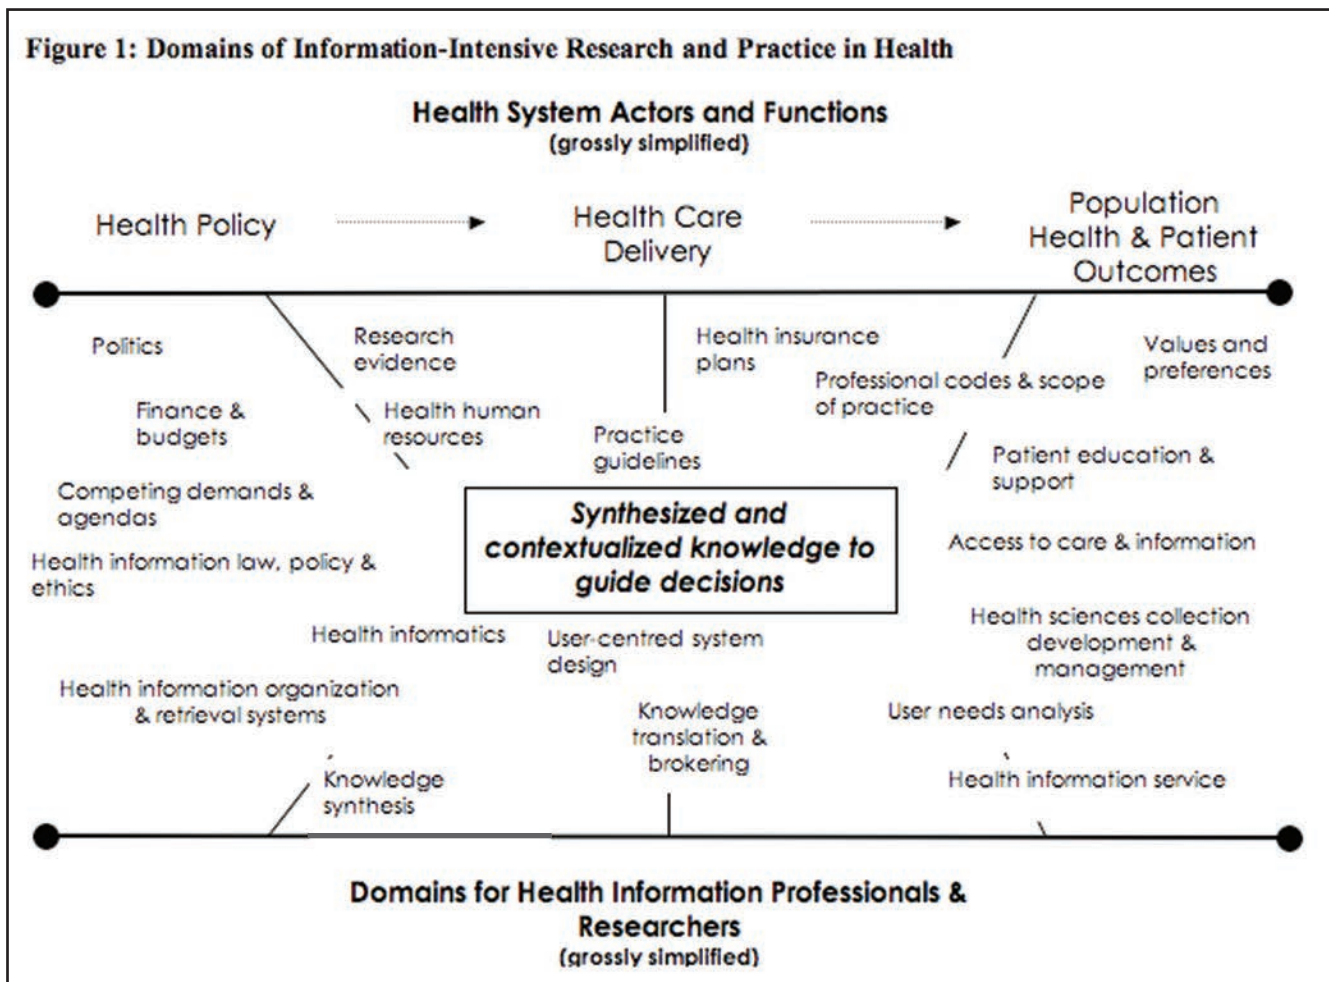 Figure 1: Domains of Information-Intensive Research and Practice in Health
Health System Actors and Functions
(grossly simplified)
Health Policy
Health Care
Delivery
Population
Health & Patient
Outcomes
Politics
Research
evidence
Health insurance
plans
Values and
preferences
Professional codes & scope
of practice
Finance &
budgets
Health human
resources
Practice
guidelines
Patient education &
support
Competing demands &
agendas
Synthesized and
contextualized knowledge to
guide decisions
Access to care & information
Health information law, policy &
ethics
Health sciences collection
development &
management
Health informatics
User-centred system
design
Health information organization
& retrieval systems
Knowledge
translation &
brokering
User needs analysis
Knowledge
synthesis
Health information service
Domains for Health Information Professionals &
Researchers
(grossly simplified)